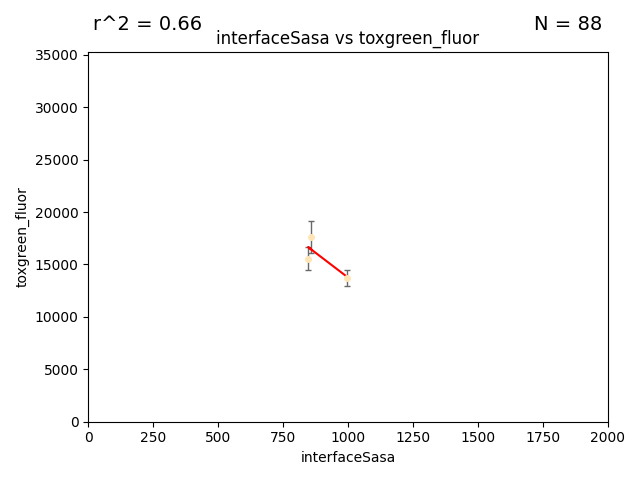 r^2 = 0.66
N = 88
interfaceSasa vs toxgreen_fluor
35000
30000
25000
20000
15000
10000
5000
0
toxgreen_fluor
0 250 500 750 1000 1250 1500 1750 2000
interfaceSasa